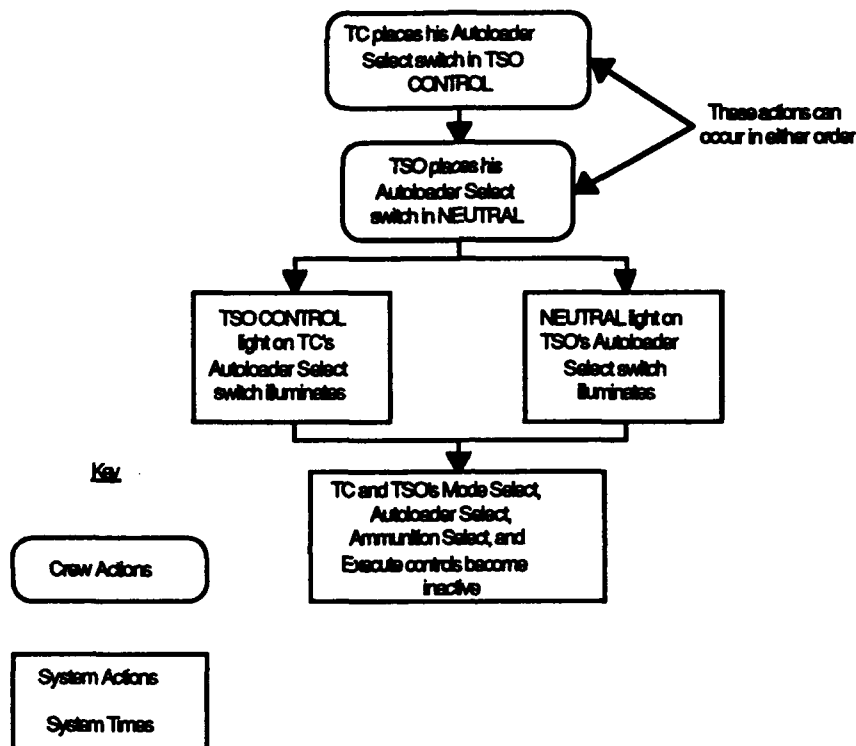 TC places his Autoloader
Select switch in TSO
CONTROL
These actions can
occur in either order
TSO places his
Autoloader Select
switch in NEUTRAL
TSO CONTROL
light on TC's
Autoloader Select
switch illuminates
NEUTRAL light on
TSO's Autoloader
Select switch
illuminates
Key
TC and TSO's Mode Select,
Autoloader Select,
Ammunition Select, and
Execute controls become
inactive
Crew Actions
System Actions
System Times